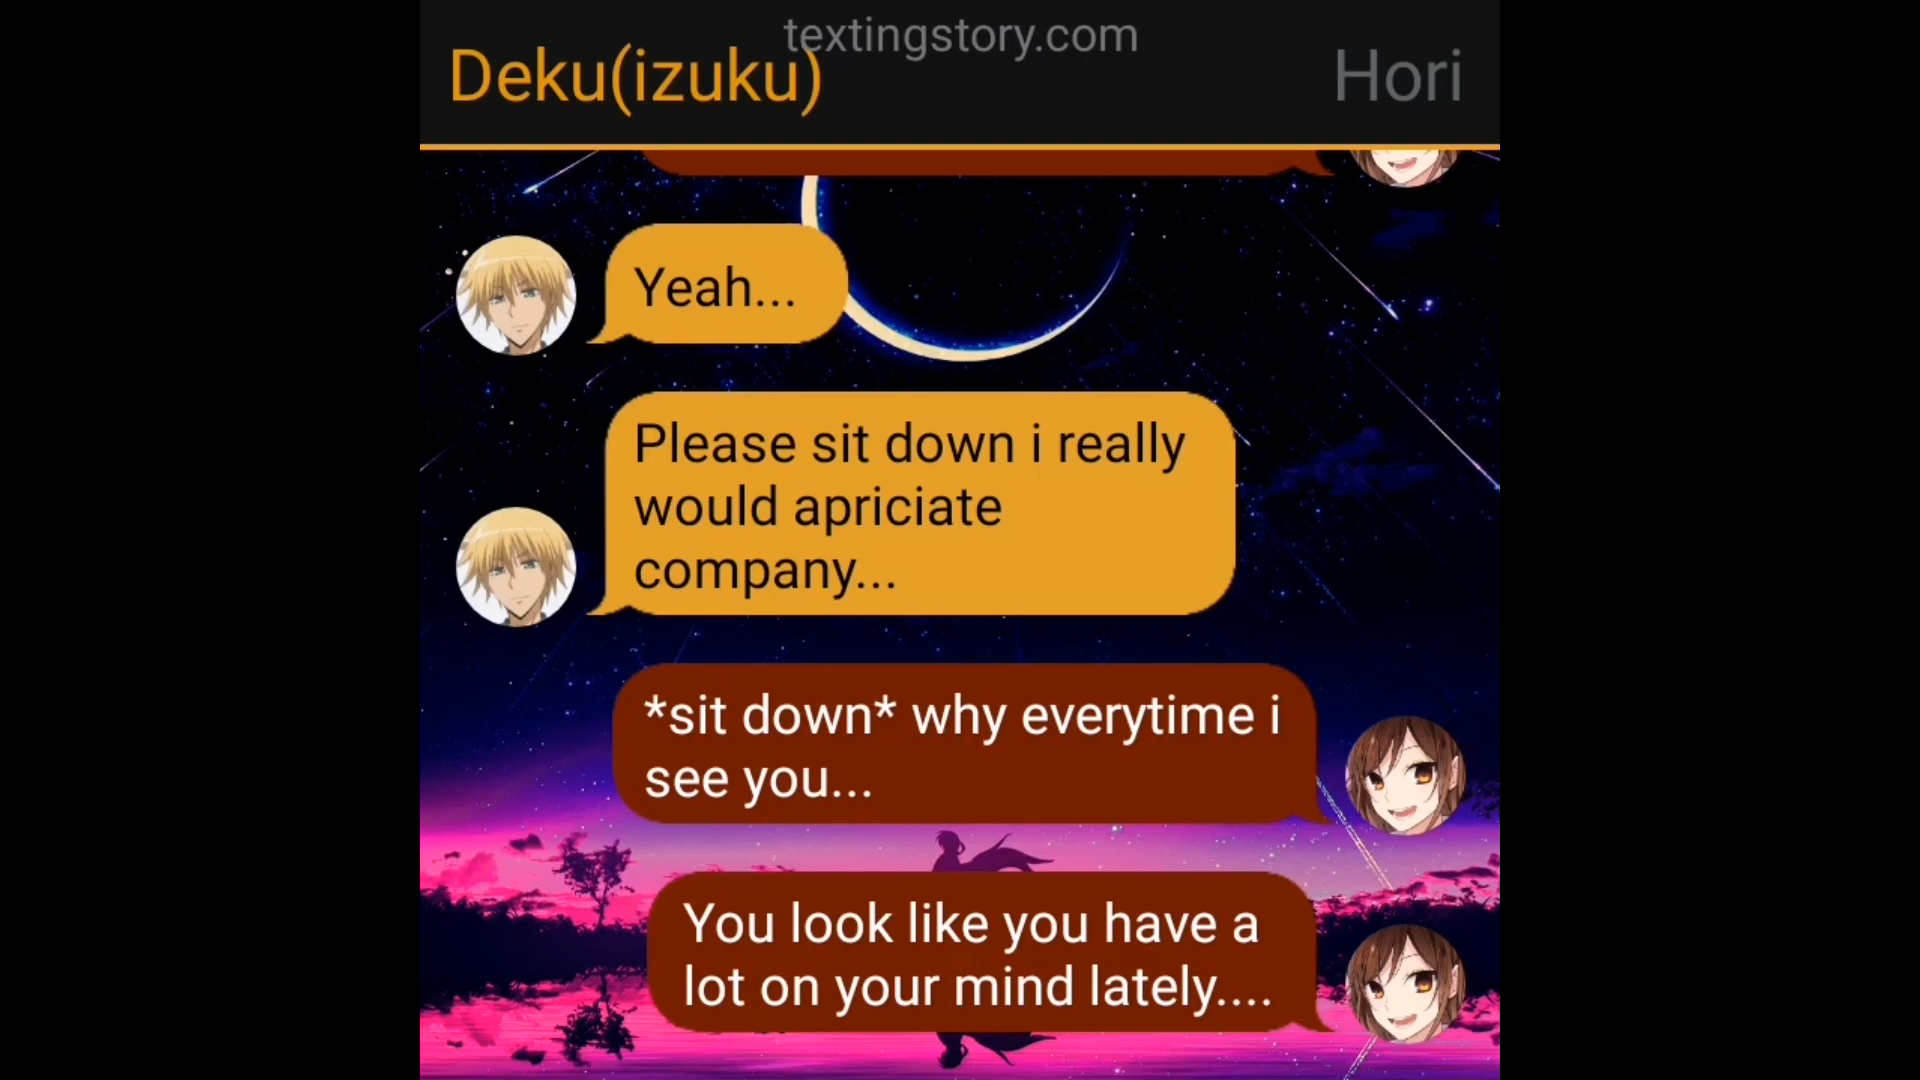 textingstory.com
Deku(izuku)
Hori
Yeah...
Please sit down i really
would apriciate
company...
*sit down* why everytime i
see you...
You look like you have a
lot on your mind lately....